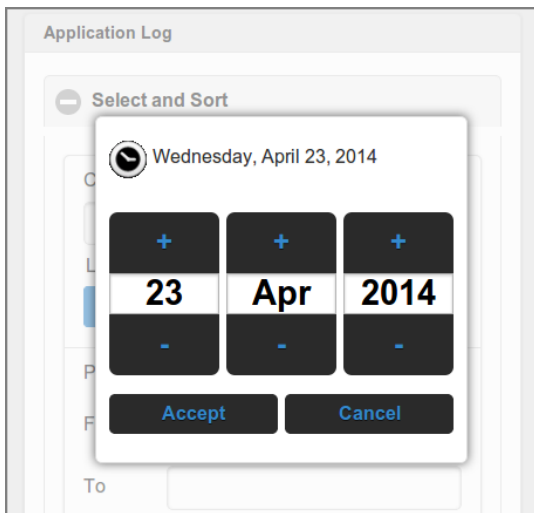 Application Log
Select and Sort
Wednesday, April 23, 2014
+ + +
23 Apr 2014
- - -
Accept Cancel
To